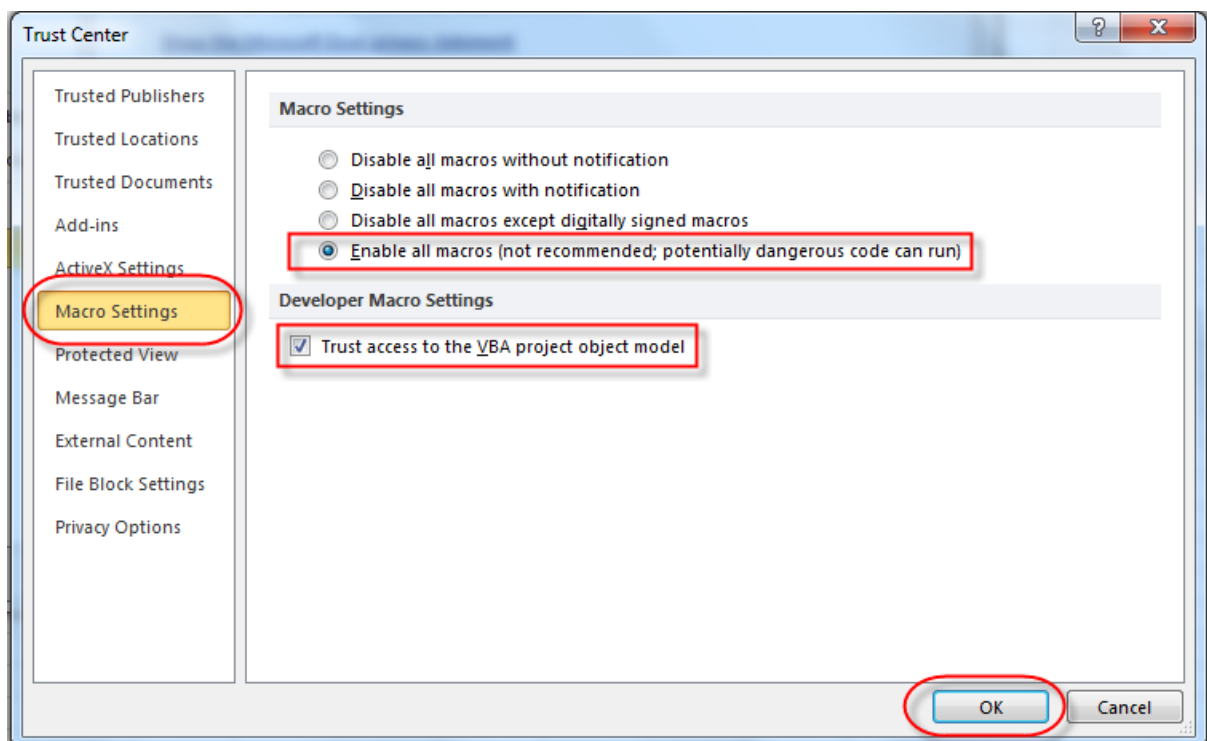 Trust Center
Trusted Publishers
Trusted Locations
Trusted Documents
Add-ins
ActiveX Settings
Macro Settings
Protected View
Message Bar
External Content
File Block Settings
Privacy Options
Macro Settings
Disable all macros without notification
Disable all macros with notification
Disable all macros except digitally signed macros
Enable all macros (not recommended; potentially dangerous code can run)
Developer Macro Settings
Trust access to the VBA project object model
OK
Cancel